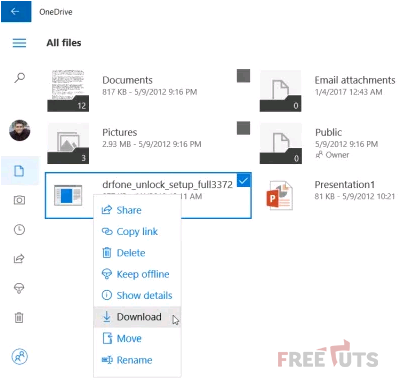 OneDrive
All files
Documents
817 KB - 5/9/2012 9:16 PM
12
Email attachments
1/4/2017 12:43 AM
0
Pictures
2.93 MB - 5/9/2012 9:16 PM
3
Public
5/9/2012 9:16 PM
Owner
0
drfone_unlock_setup_full3372
Presentation1
81 KB - 5/9/2012 10:21
Share
Copy link
Delete
Keep offline
Show details
Download
Move
Rename
FREETUTS